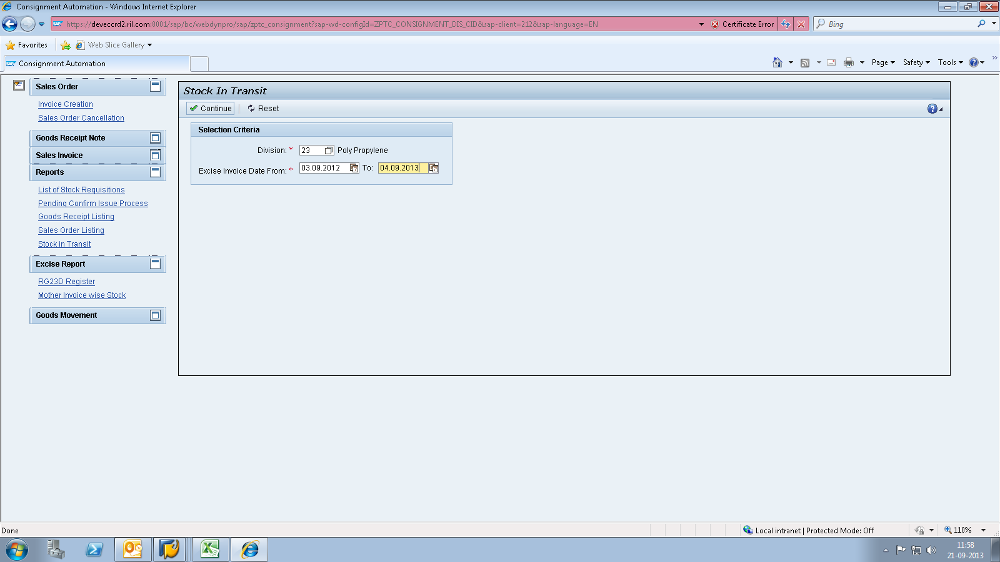 Consignment Automation - Windows Internet Explorer
https://deveccrd2.ril.com:8001/sap/bc/webdynpro/sap/zptc_consignment?sap-wd-configId=ZPTC_CONSIGNMENT_DIS_CID&sap-client=212&sap-language=EN
Certificate Error
Bing
Favorites
Web Slice Gallery
SAP Consignment Automation
Page
Safety
Tools
Sales Order
Invoice Creation
Sales Order Cancellation
Goods Receipt Note
Sales Invoice
Reports
List of Stock Requisitions
Pending Confirm Issue Process
Goods Receipt Listing
Sales Order Listing
Stock in Transit
Excise Report
RG23D Register
Mother Invoice wise Stock
Goods Movement
Stock In Transit
Continue
Reset
Selection Criteria
Division: * 23 Poly Propylene
Excise Invoice Date From: * 03.09.2012 To: 04.09.2013
Done
Local intranet | Protected Mode: Off
110%
11:58
21-09-2013